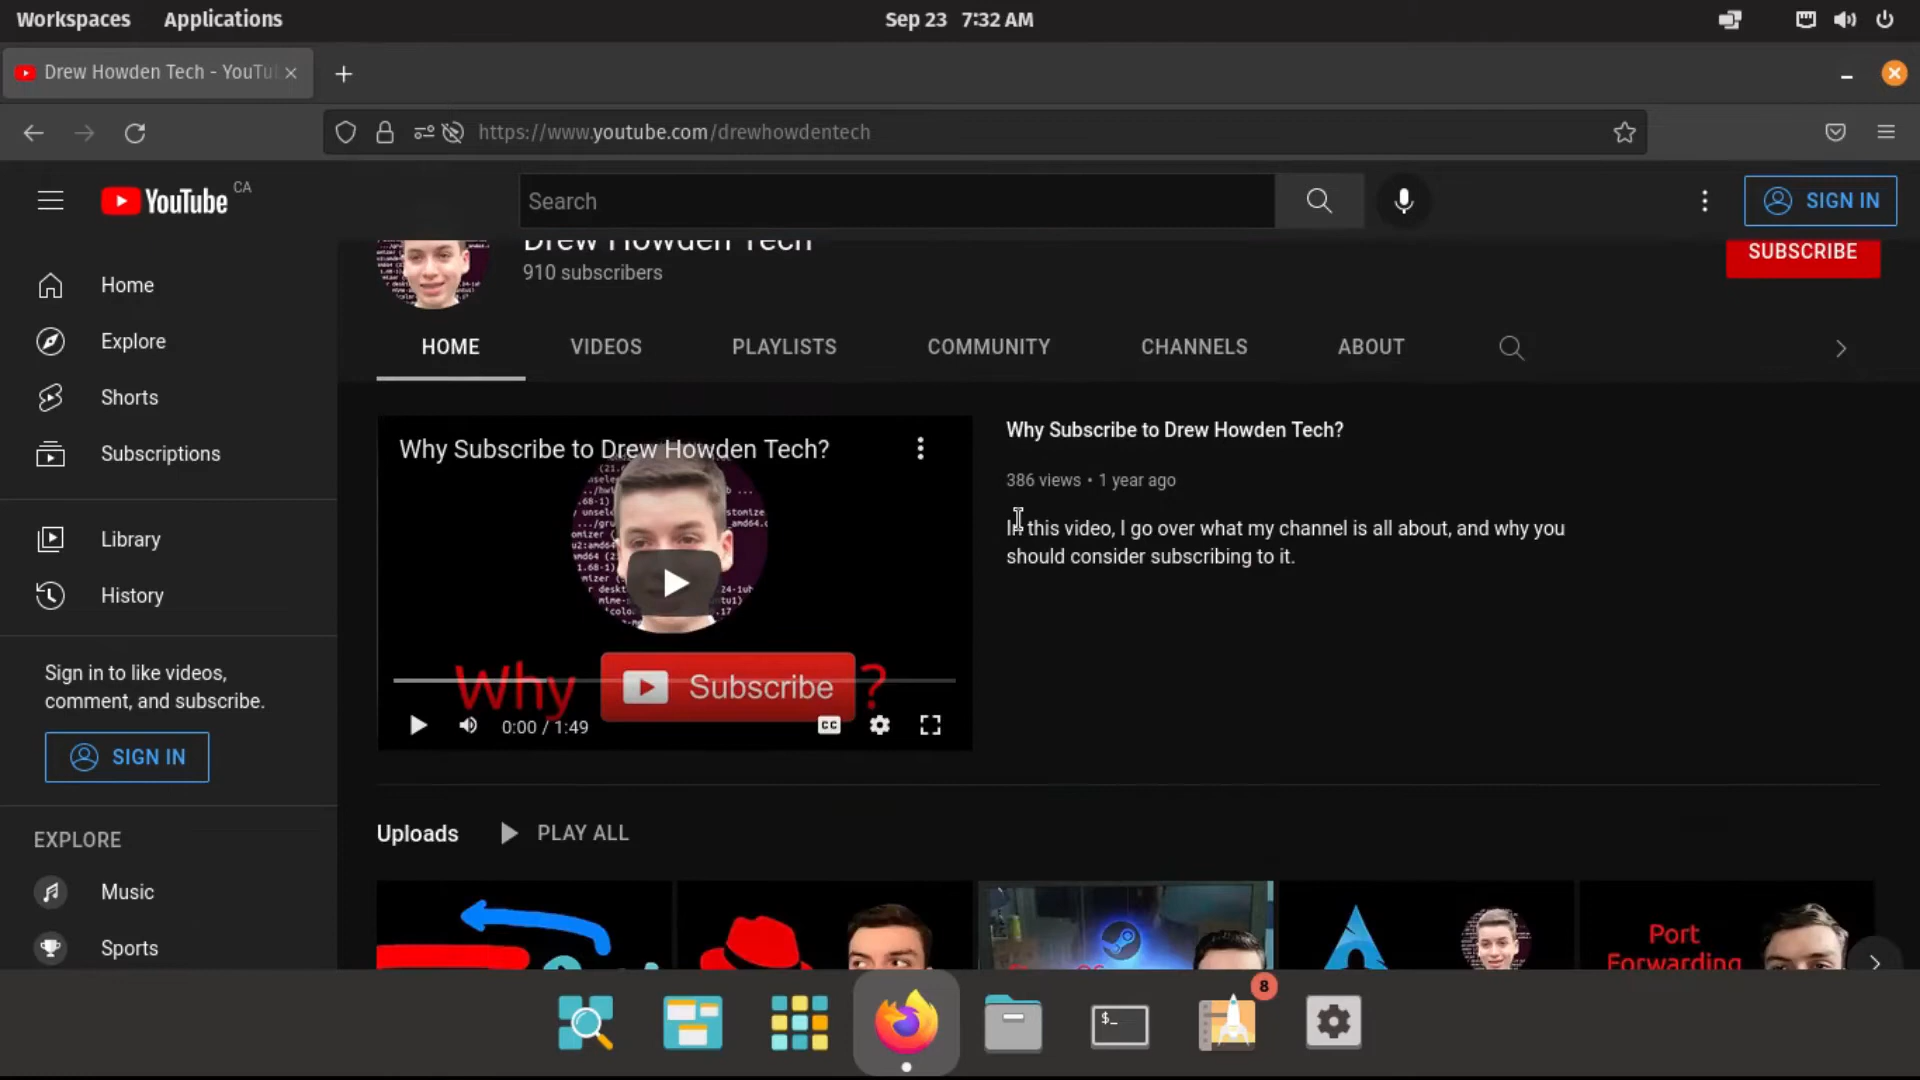 Workspaces Applications Sep 23 7:32 AM
Drew Howden Tech - YouTu
https://www.youtube.com/drewhowdentech
YouTube CA Search SIGN IN
Drew Howden Tech
910 subscribers
SUBSCRIBE
HOME VIDEOS PLAYLISTS COMMUNITY CHANNELS ABOUT
Home
Explore
Shorts
Subscriptions
Library
History
Sign in to like videos,
comment, and subscribe.
SIGN IN
EXPLORE
Music
Sports
Why Subscribe to Drew Howden Tech?
Why Subscribe ?
0:00 / 1:49
CC
Why Subscribe to Drew Howden Tech?
386 views • 1 year ago
In this video, I go over what my channel is all about, and why you
should consider subscribing to it.
Uploads PLAY ALL
Port
Forwarding
8
$_